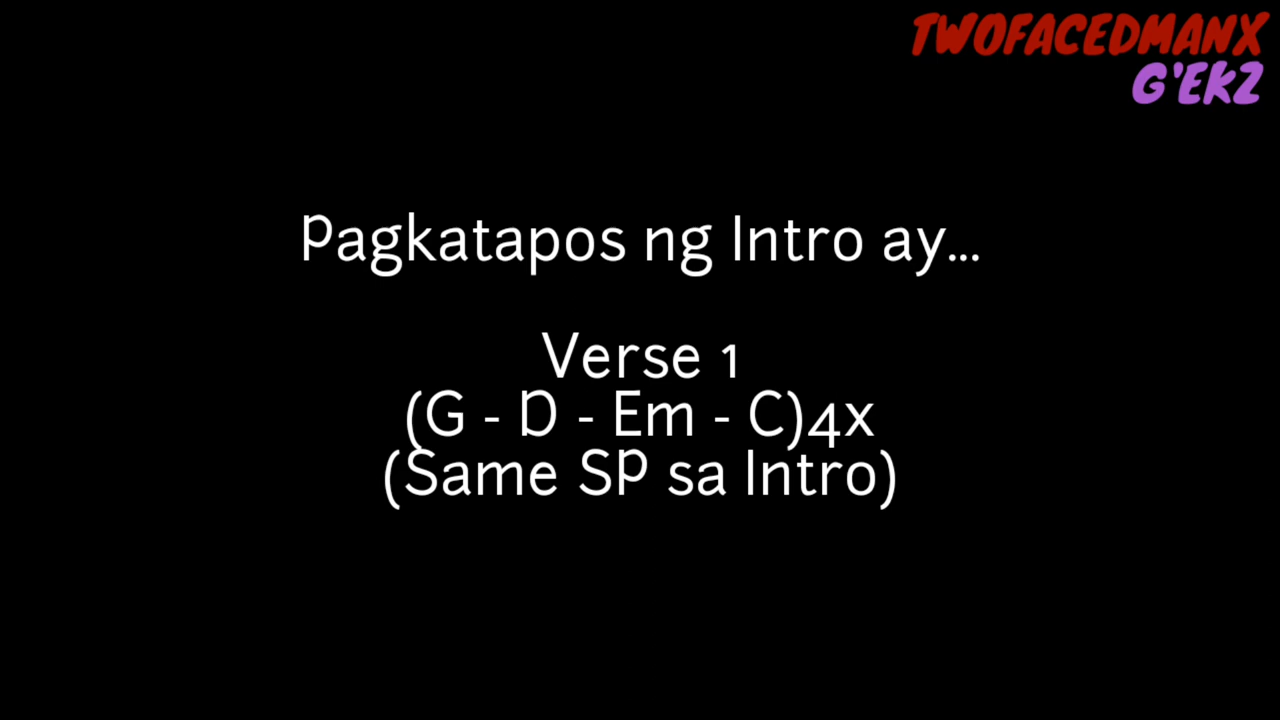 TWOFACEDMANX
G'EKZ
Pagkatapos ng Intro ay...
Verse 1
(G - D - Em - C)4x
(Same SP sa Intro)